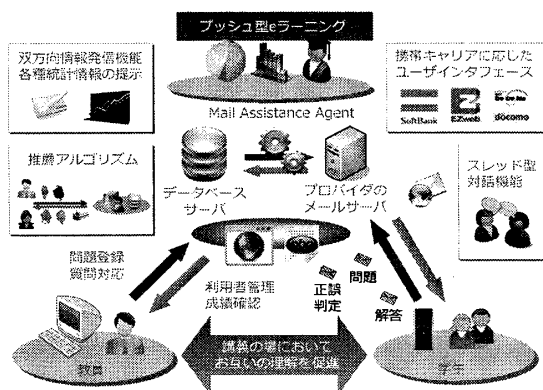 プッシュ型eラーニング
双方向情報発信機能
各種統計情報の提示
携帯キャリアに応じた
ユーザインタフェース
SoftBank
EZweb
docomo
Mail Assistance Agent
推薦アルゴリズム
データベース
サーバ
プロバイダの
メールサーバ
スレッド型
対話機能
問題登録
質問対応
利用者管理
成績確認
正誤
判定
問題
解答
教員
講義の場において
お互いの理解を促進
学生